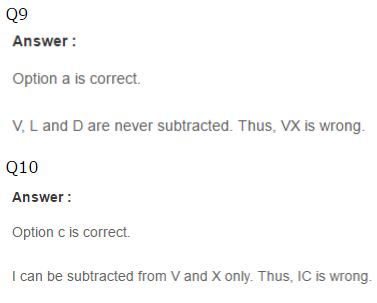 Q9
Answer :
Option a is correct.
V, L and D are never subtracted. Thus, VX is wrong.
Q10
Answer :
Option c is correct.
I can be subtracted from V and X only. Thus, IC is wrong.